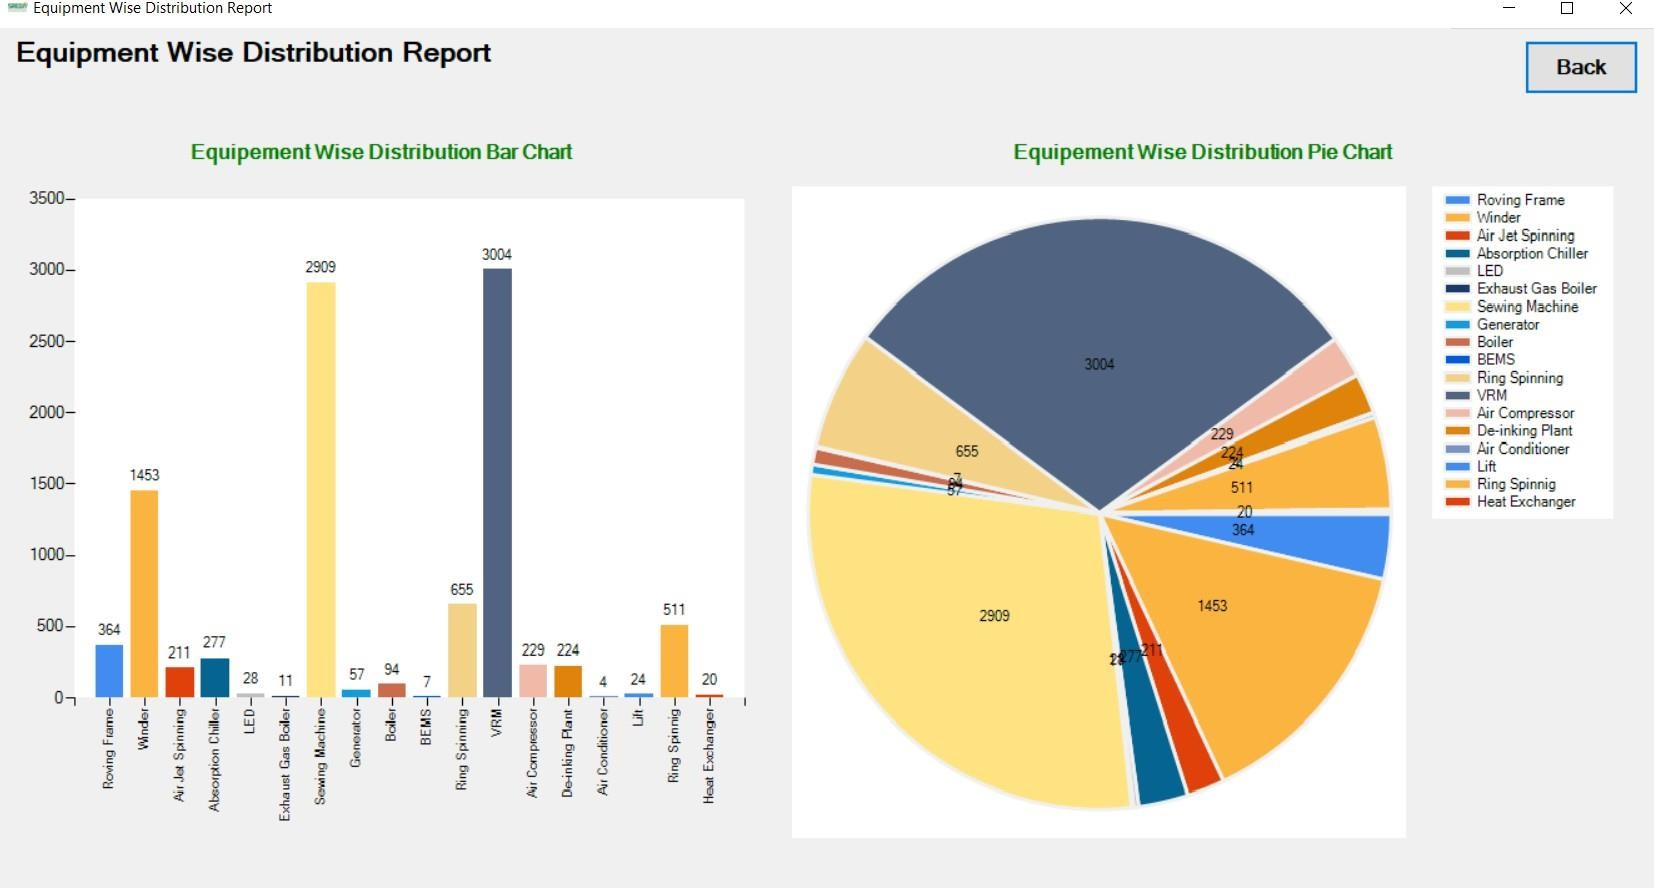 Equipment Wise Distribution Report
Equipment Wise Distribution Report
Back
Equipement Wise Distribution Bar Chart
3500
3000
2500
2000
1500
1000
500
0
364
1453
211
277
28
11
2909
57
94
7
655
3004
229
224
4
24
511
20
Roving Frame
Winder
Air Jet Spinning
Absorption Chiller
LED
Exhaust Gas Boiler
Sewing Machine
Generator
Boiler
BEMS
Ring Spinning
VRM
Air Compressor
De-inking Plant
Air Conditioner
Lift
Ring Spinnig
Heat Exchanger
Equipement Wise Distribution Pie Chart
3004
229
224
24
511
20
364
1453
211
277
2909
57
94
7
655
Roving Frame
Winder
Air Jet Spinning
Absorption Chiller
LED
Exhaust Gas Boiler
Sewing Machine
Generator
Boiler
BEMS
Ring Spinning
VRM
Air Compressor
De-inking Plant
Air Conditioner
Lift
Ring Spinnig
Heat Exchanger